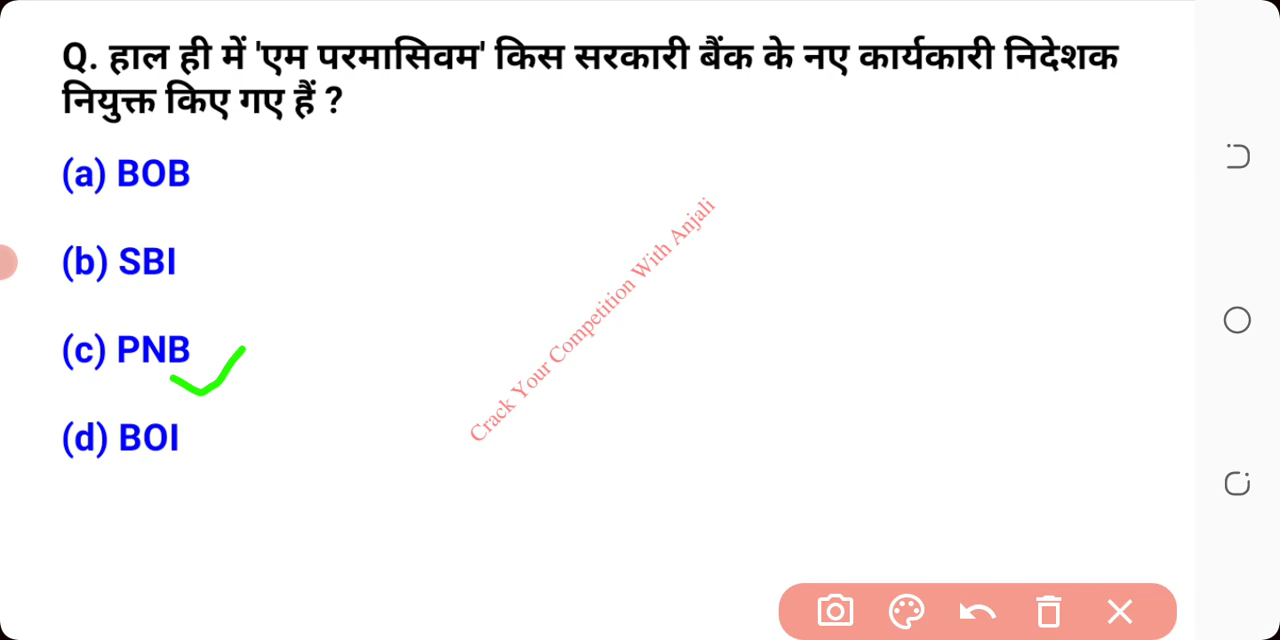 Q. हाल ही में 'एम परमासिवम' किस सरकारी बैंक के नए कार्यकारी निदेशक
नियुक्त किए गए हैं ?
(a) BOB
(b) SBI
(c) PNB
(d) BOI
Crack Your Competition With Anjali